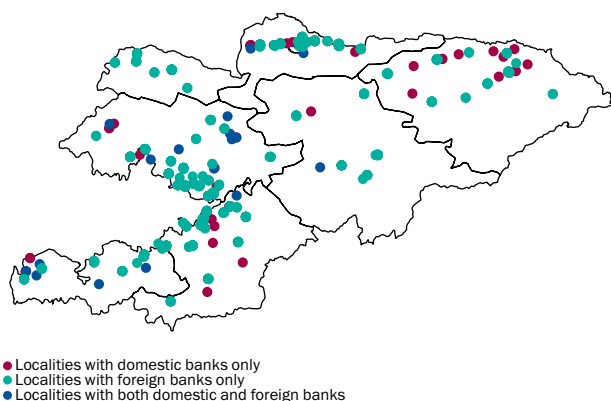 Localities with domestic banks only
Localities with foreign banks only
Localities with both domestic and foreign banks